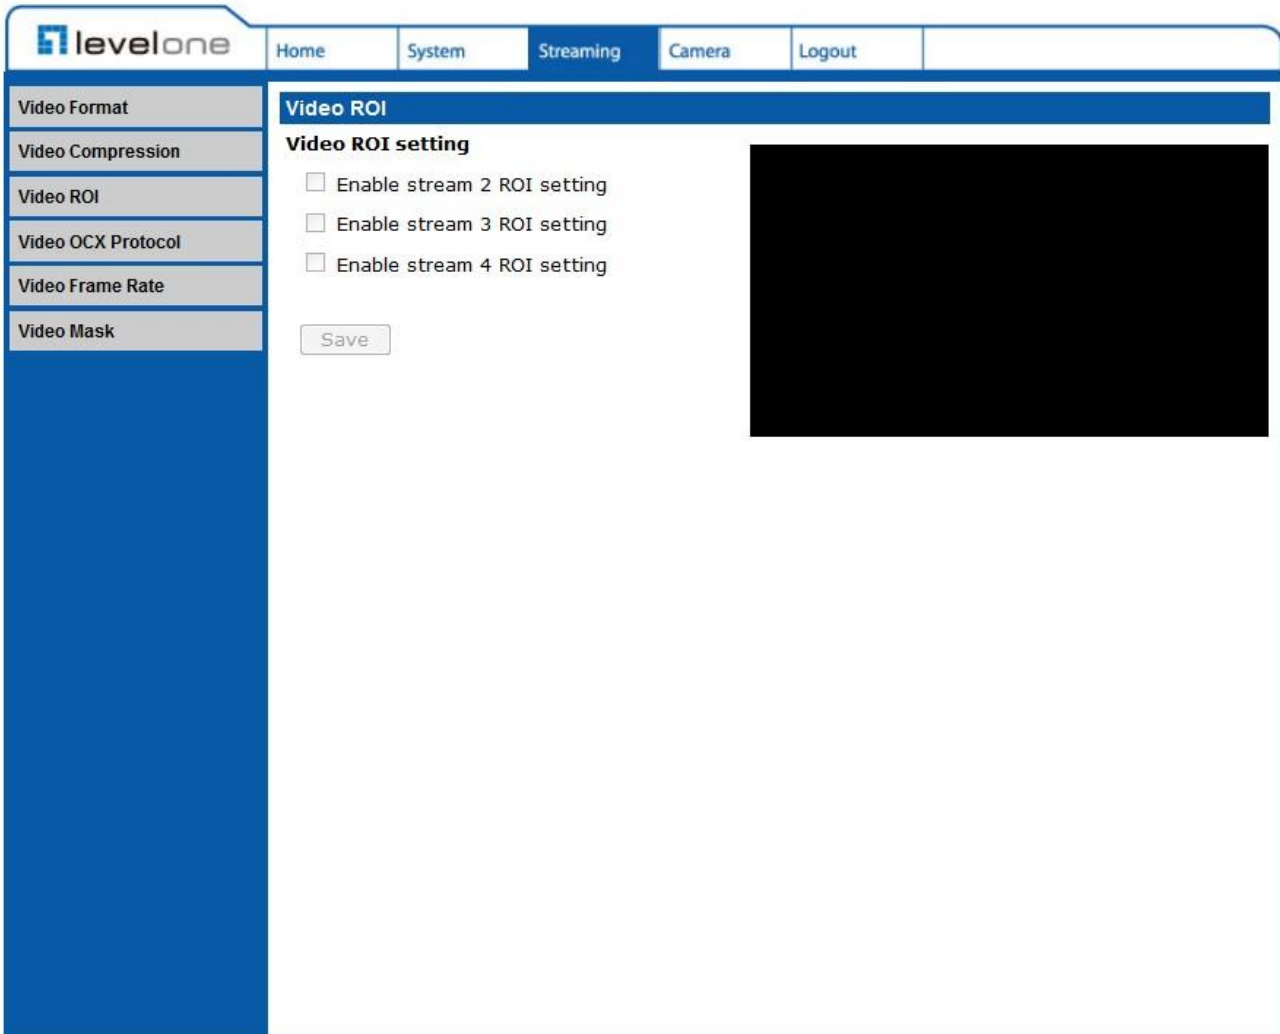 levelone
Home System Streaming Camera Logout
Video Format
Video Compression
Video ROI
Video OCX Protocol
Video Frame Rate
Video Mask
Video ROI
Video ROI setting
Enable stream 2 ROI setting
Enable stream 3 ROI setting
Enable stream 4 ROI setting
Save